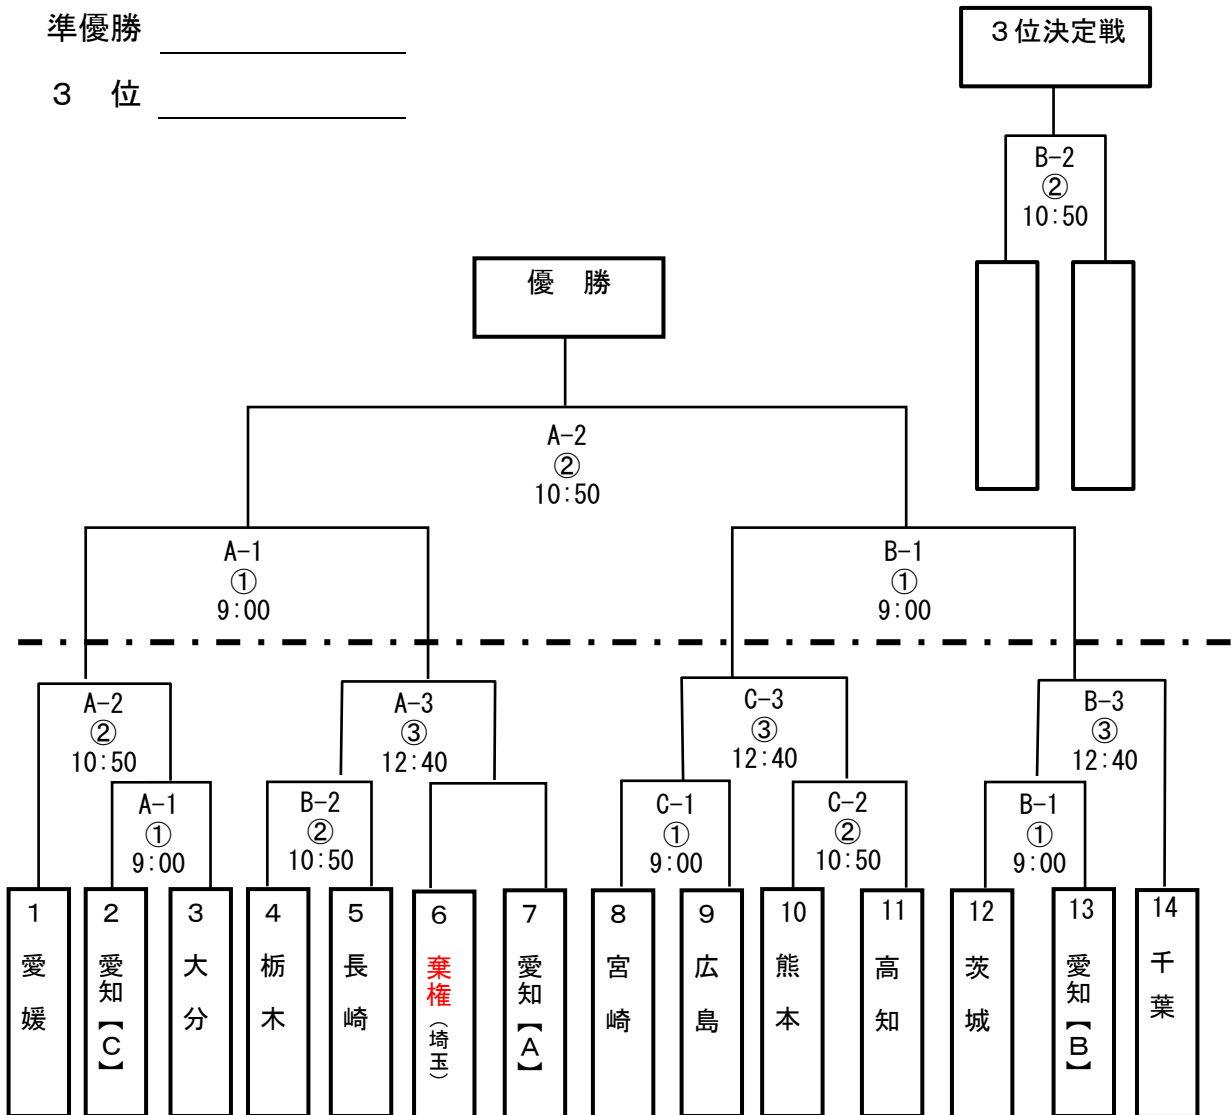 準優勝
３　位
３位決定戦
B-2
②
10:50
優　勝
A-2
②
10:50
A-1
①
9:00
B-1
①
9:00
A-2
②
10:50
A-3
③
12:40
C-3
③
12:40
B-3
③
12:40
A-1
①
9:00
B-2
②
10:50
C-1
①
9:00
C-2
②
10:50
B-1
①
9:00
1
愛媛
2
愛知【C】
3
大分
4
栃木
5
長崎
6
棄権（埼玉）
7
愛知【A】
8
宮崎
9
広島
10
熊本
11
高知
12
茨城
13
愛知【B】
14
千葉